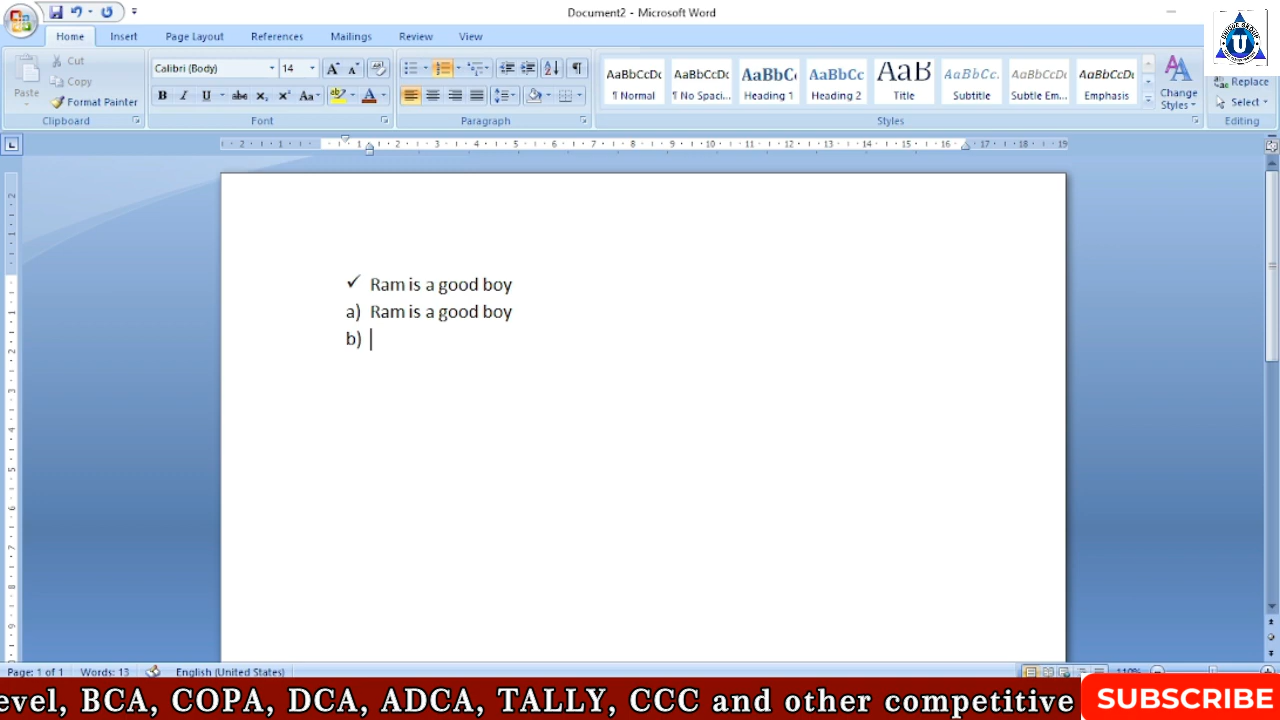 Document2 - Microsoft Word
Home Insert Page Layout References Mailings Review View
Cut
Copy
Paste
Format Painter
Clipboard
Calibri (Body) 14
Font
Paragraph
AaBbCcDc AaBbCcDc AaBbC AaBbCc AaB AaBbCc. AaBbCcDc AaBbCcDc
¶ Normal ¶ No Spaci... Heading 1 Heading 2 Title Subtitle Subtle Em... Emphasis
Change Styles
Styles
Replace
Select
Editing
✓ Ram is a good boy
a) Ram is a good boy
b)
Page: 1 of 1 Words: 13 English (United States) 110%
evel, BCA, COPA, DCA, ADCA, TALLY, CCC and other competitive
SUBSCRIBE